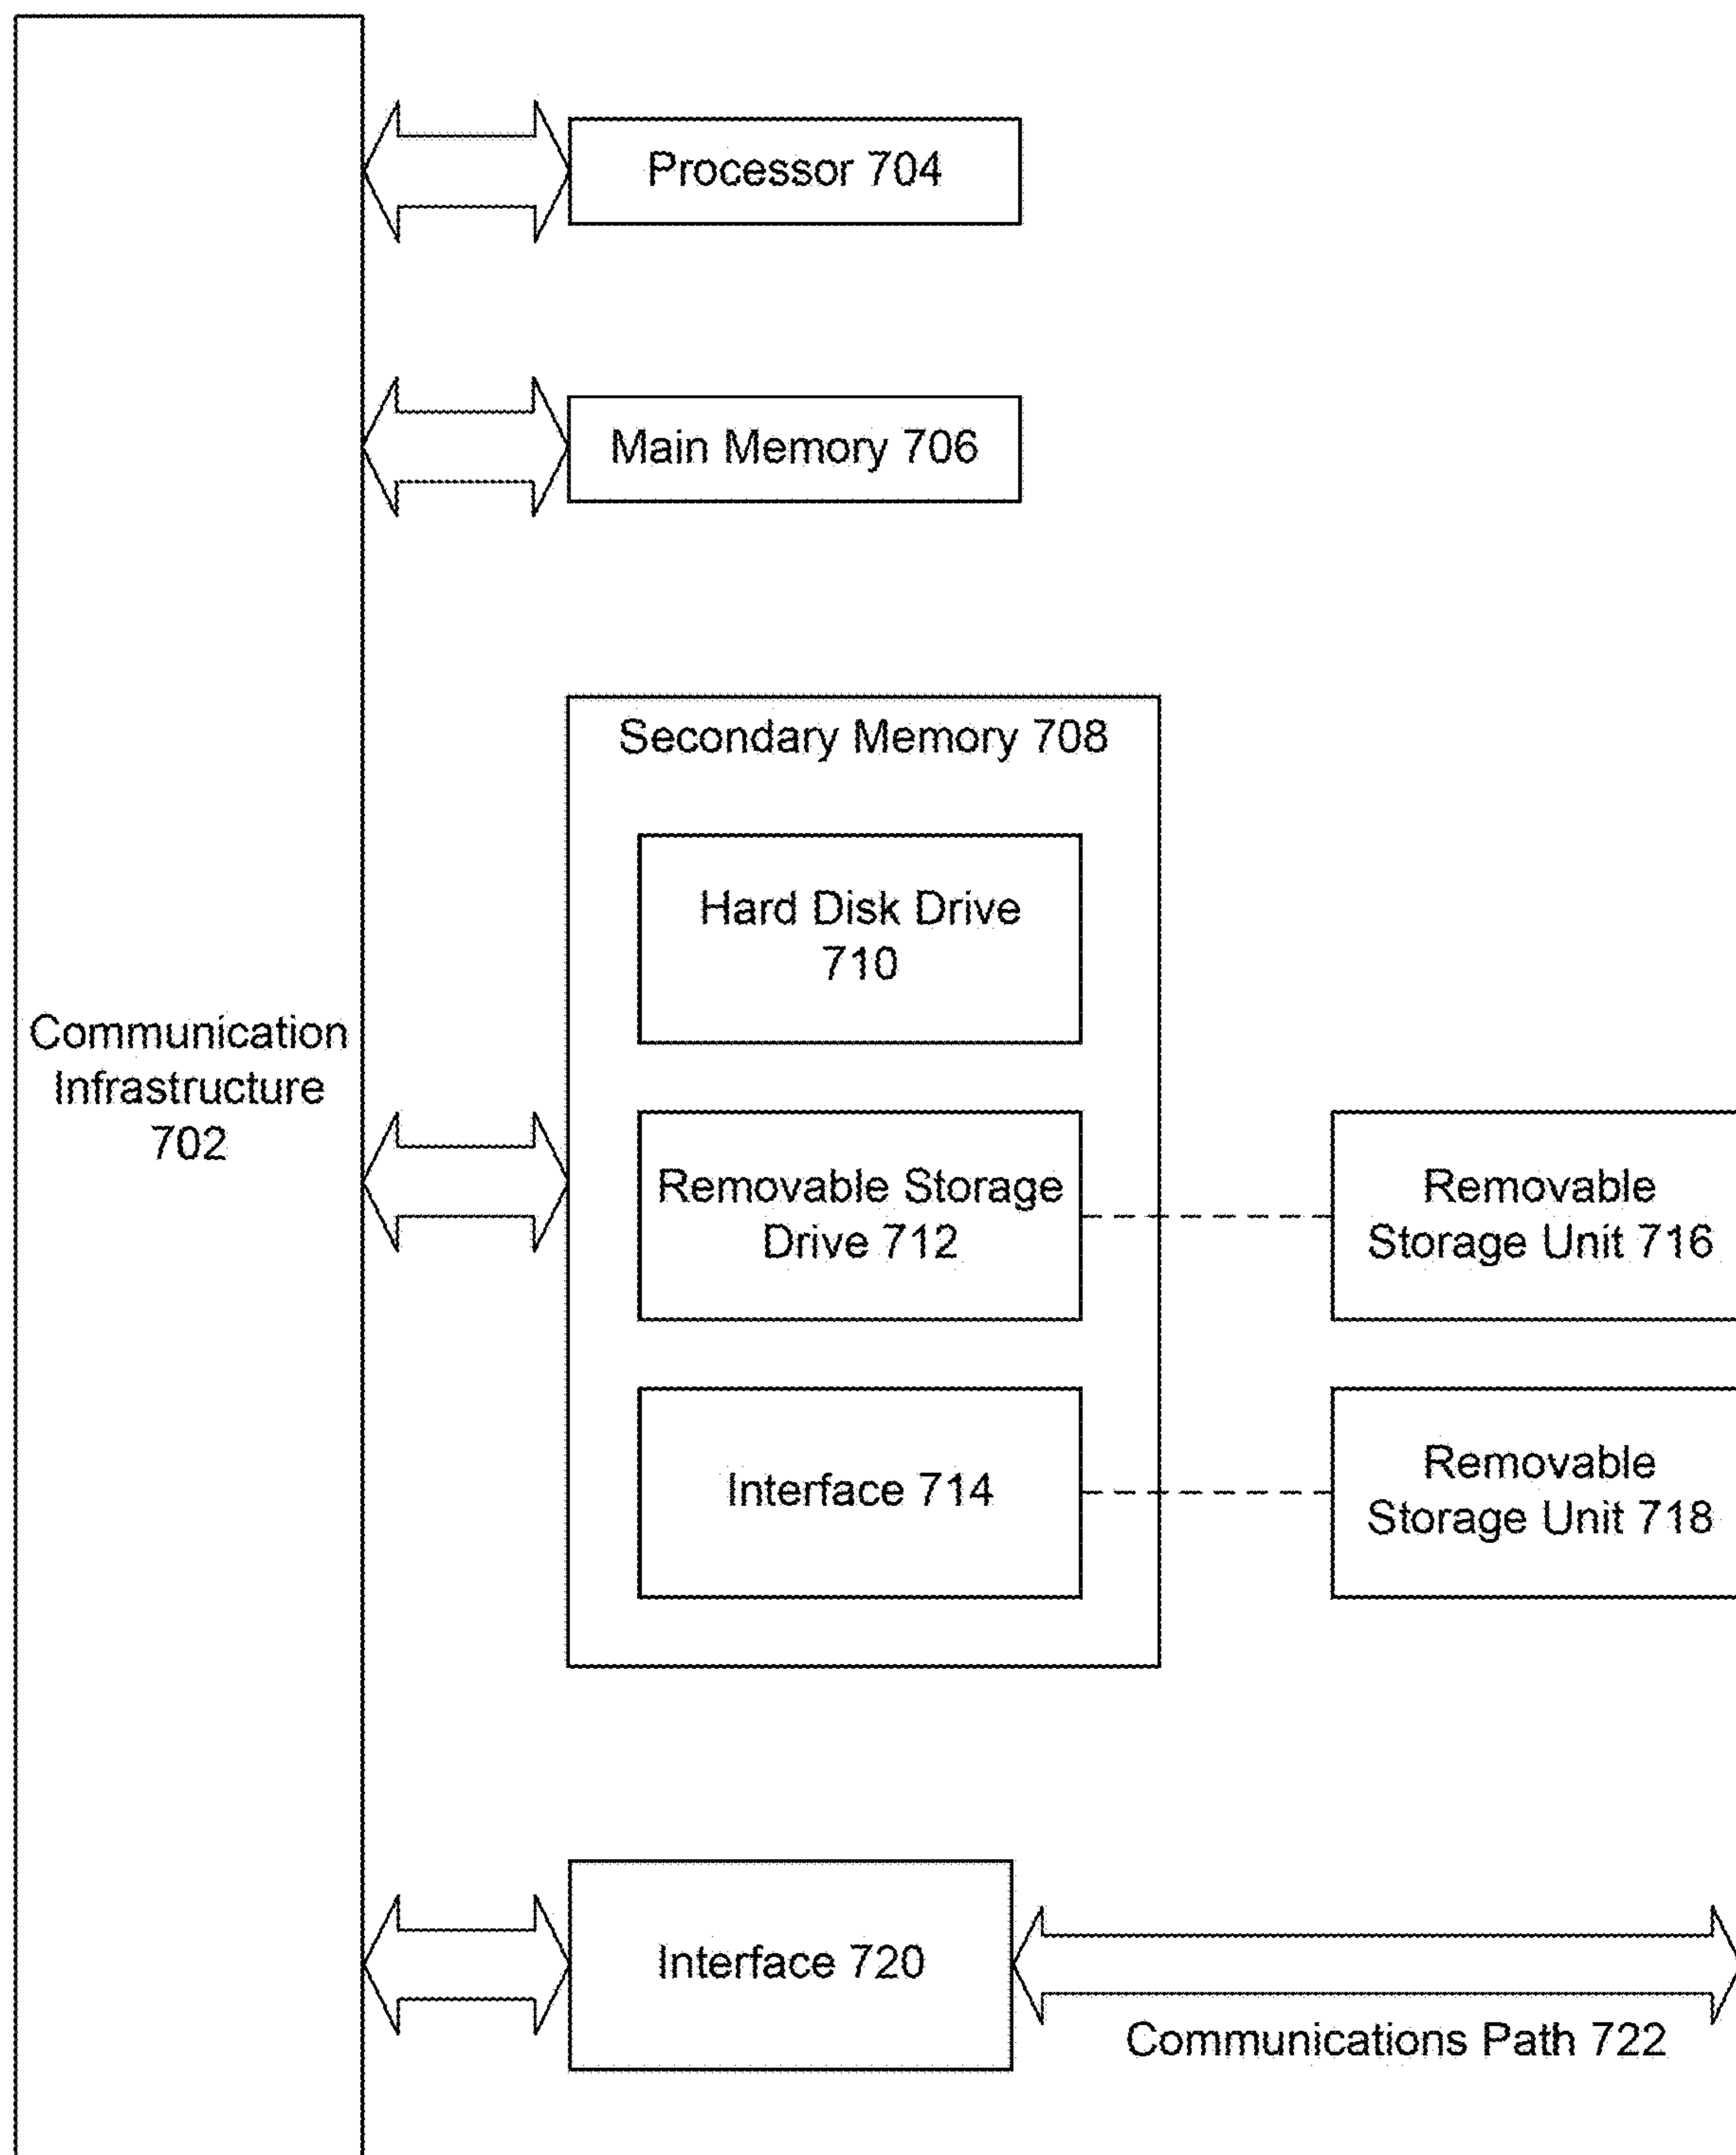 Processor 704
Main Memory 706
Secondary Memory 708
Hard Disk Drive
710
Communication
Infrastructure
702
Removable Storage
Drive 712
Removable
Storage Unit 716
Interface 714
Removable
Storage Unit 718
Interface 720
Communications Path 722